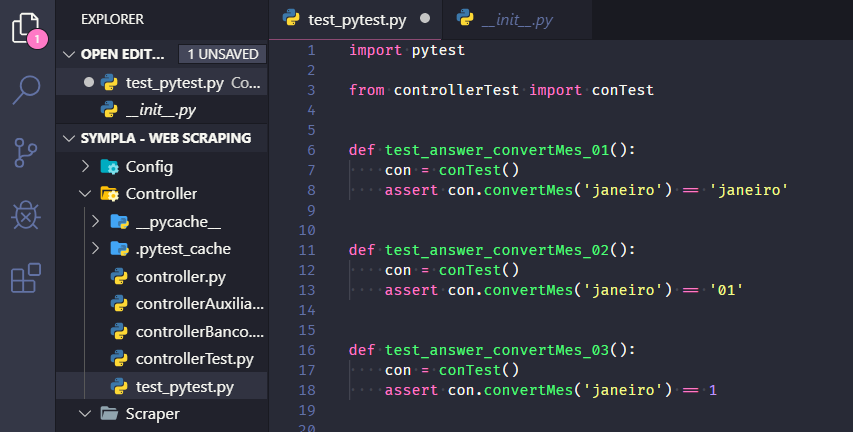 EXPLORER
OPEN EDIT... 1 UNSAVED
test_pytest.py Co...
__init__.py
SYMPLA - WEB SCRAPING
Config
Controller
__pycache__
.pytest_cache
controller.py
controllerAuxilia...
controllerBanco....
controllerTest.py
test_pytest.py
Scraper
1
test_pytest.py
__init__.py
1 import pytest
2
3 from controllerTest import conTest
4
5
6 def test_answer_convertMes_01():
7 con = conTest()
8 assert con.convertMes('janeiro') == 'janeiro'
9
10
11 def test_answer_convertMes_02():
12 con = conTest()
13 assert con.convertMes('janeiro') == '01'
14
15
16 def test_answer_convertMes_03():
17 con = conTest()
18 assert con.convertMes('janeiro') == 1
19
20